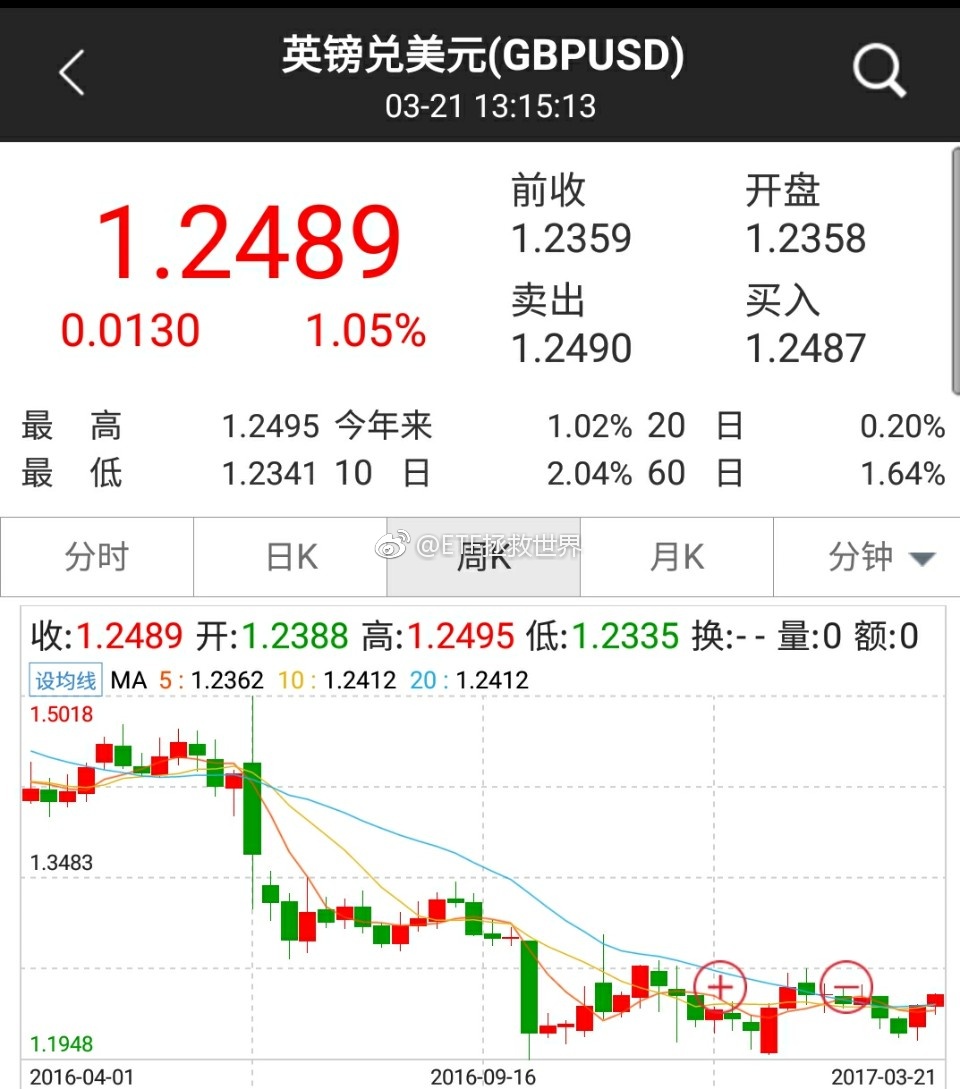 英镑兑美元(GBPUSD)
03-21 13:15:13
1.2489
0.0130 1.05%
前收 开盘
1.2359 1.2358
卖出 买入
1.2490 1.2487
最 高 1.2495 今年来 1.02% 20 日 0.20%
最 低 1.2341 10 日 2.04% 60 日 1.64%
分时 日K 周K 月K 分钟
@ETF拯救世界
收:1.2489 开:1.2388 高:1.2495 低:1.2335 换:-- 量:0 额:0
设均线 MA 5:1.2362 10:1.2412 20:1.2412
1.5018
1.3483
1.1948
2016-04-01 2016-09-16 2017-03-21